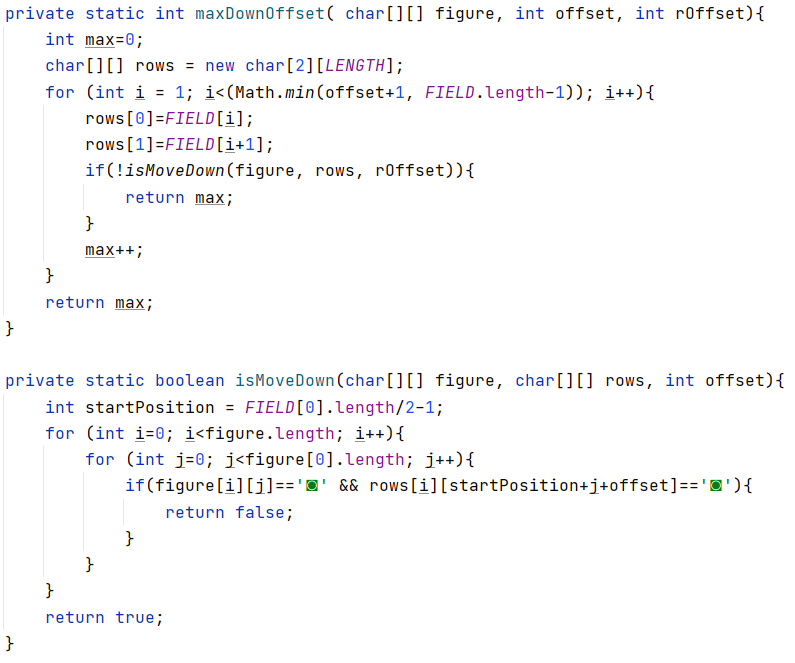 private static int maxDownOffset( char[][] figure, int offset, int rOffset){
    int max=0;
    char[][] rows = new char[2][LENGTH];
    for (int i = 1; i<(Math.min(offset+1, FIELD.length-1)); i++){
        rows[0]=FIELD[i];
        rows[1]=FIELD[i+1];
        if(!isMoveDown(figure, rows, rOffset)){
            return max;
        }
        max++;
    }
    return max;
}

private static boolean isMoveDown(char[][] figure, char[][] rows, int offset){
    int startPosition = FIELD[0].length/2-1;
    for (int i=0; i<figure.length; i++){
        for (int j=0; j<figure[0].length; j++){
            if(figure[i][j]=='◙' && rows[i][startPosition+j+offset]=='◙'){
                return false;
            }
        }
    }
    return true;
}